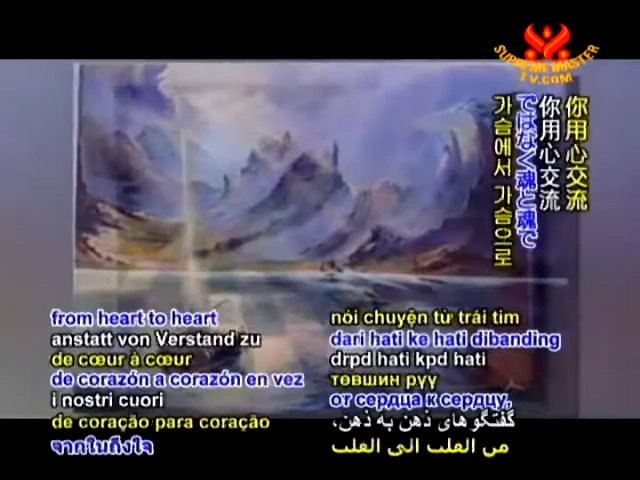 SUPREME MASTER
TV.COM
你用心交流
你用心交流
ではなく魂と魂で
가슴에서 가슴으로
from heart to heart
anstatt von Verstand zu
de cœur à cœur
de corazón a corazón en vez
i nostri cuori
de coração para coração
จากใบถึงใจ
nói chuyện từ trái tim
dari hati ke hati dibanding
drpd hati kpd hati
төвшин рүү
от сердца к сердцу,
گفتگو های ذهن به ذهن،
من القلب الى القلب